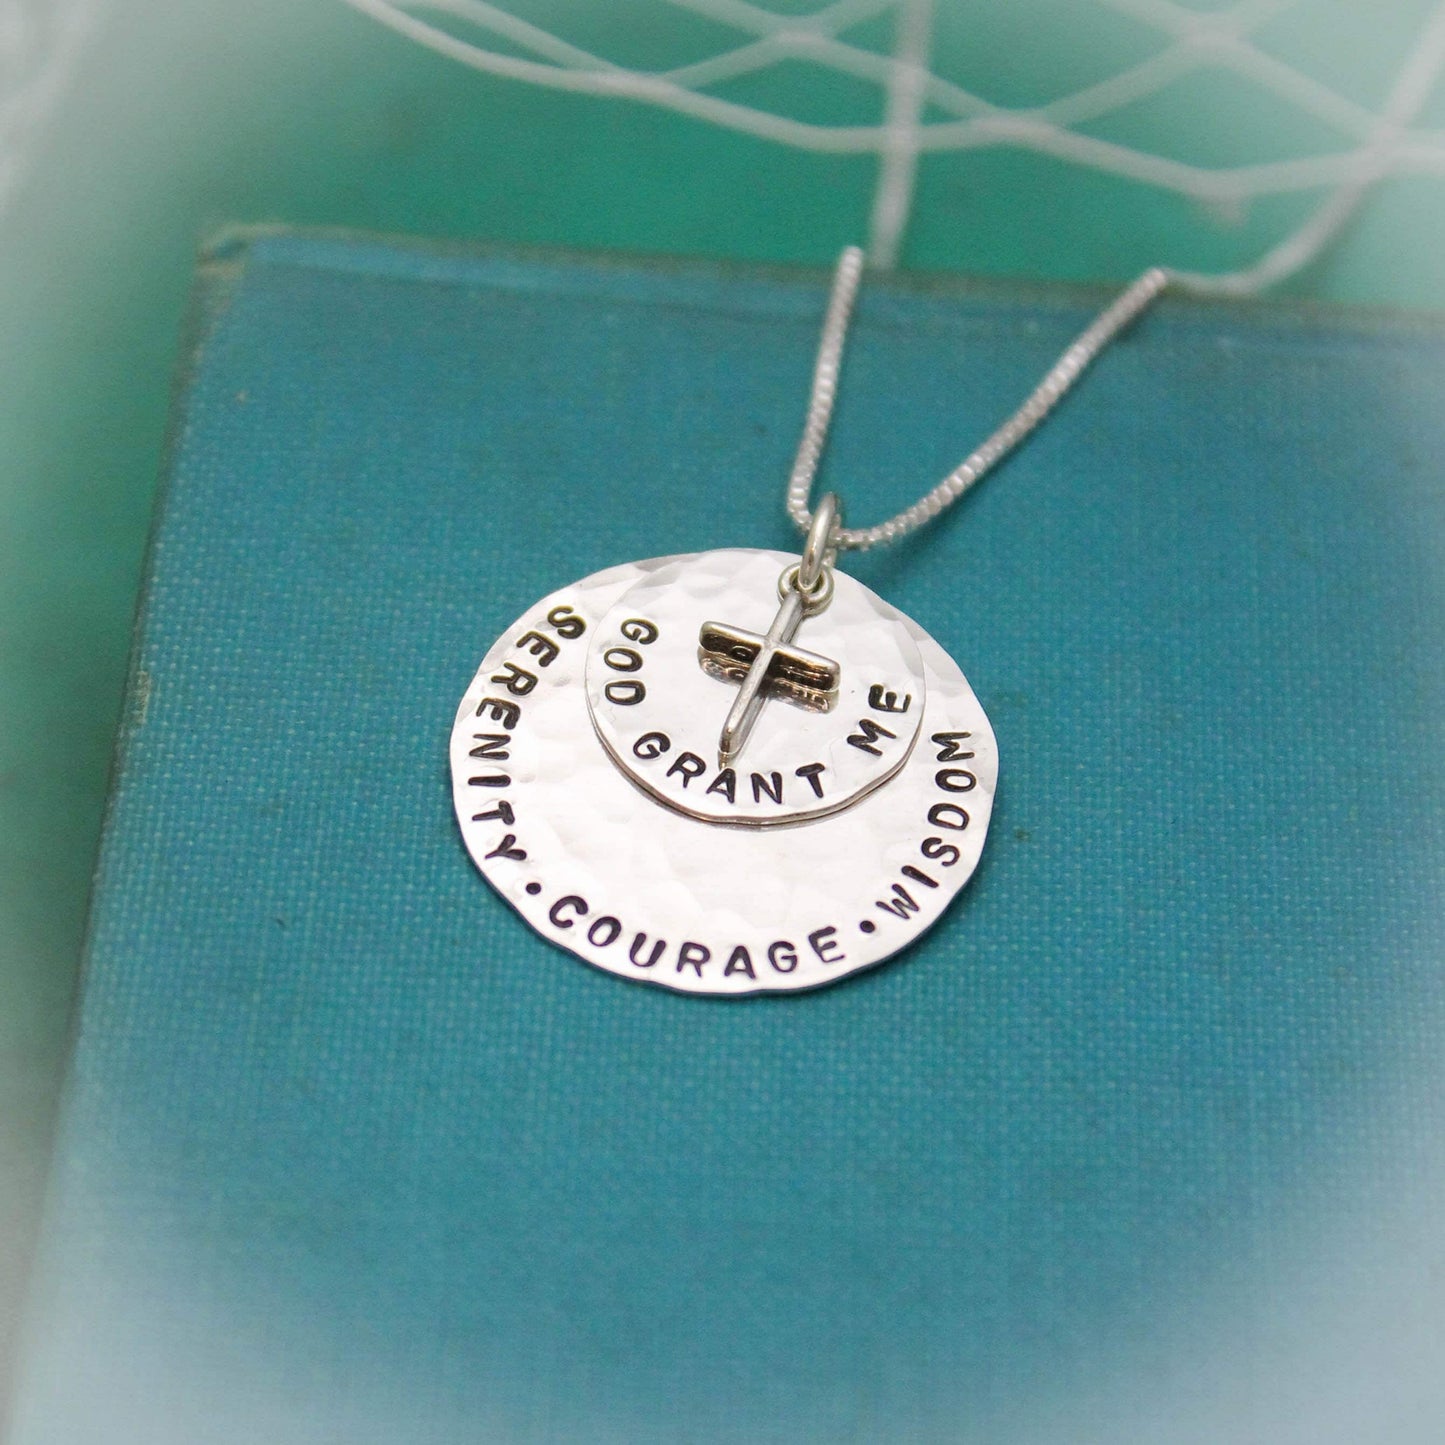 GOD GRANT ME
SERENITY • COURAGE • WISDOM